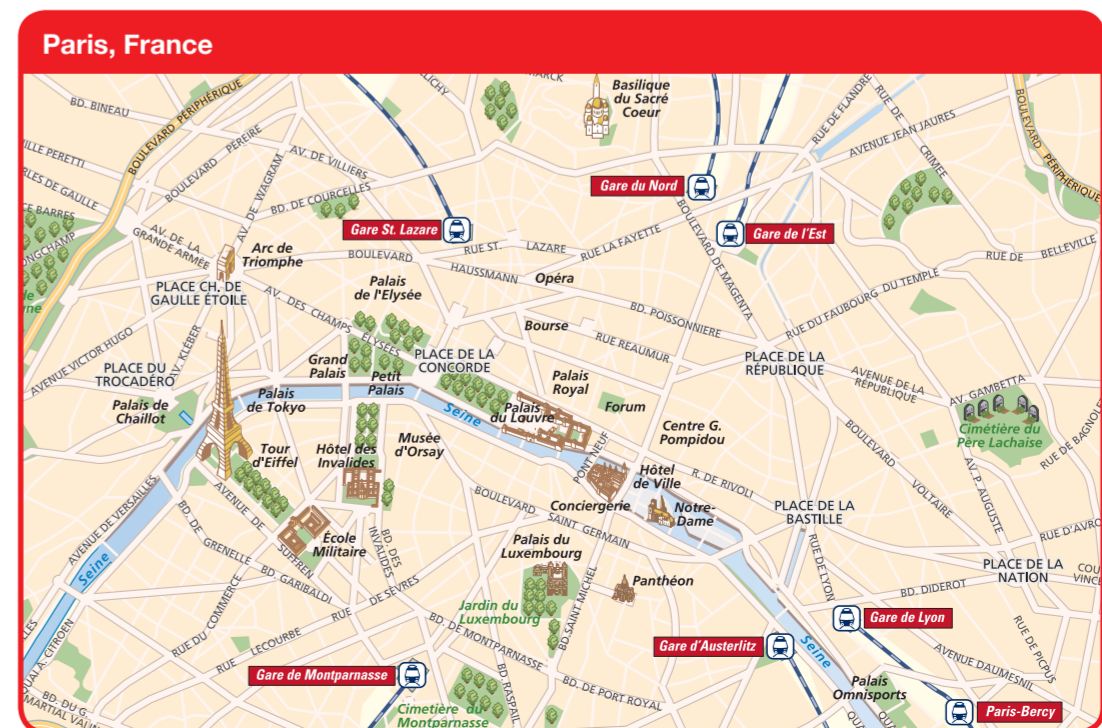 Paris, France
BD. BINEAU
BOULEVARD PÉRIPHÉRIQUE
Basilique
du Sacré
Coeur
RUE DE FLANDRE
RUE DE CRIMEE
AVENUE JEAN JAURES
BOULEVARD PÉRIPHÉRIQUE
BOULEVARD PEREIRE
AV. DE WAGRAM
AV. DE VILLIERS
BD. DE COURCELLES
Gare du Nord
Gare St. Lazare
Gare de l'Est
AV. DE LA
GRANDE ARMÉE
Arc de
Triomphe
RUE ST. LAZARE
RUE LA FAYETTE
BOULEVARD HAUSSMANN
BOULEVARD DE MAGENTA
RUE DE BELLEVILLE
PLACE CH. DE
GAULLE ÉTOILE
Palais
de l'Elysée
Opéra
AV. DES CHAMPS ELYSÉES
BD. POISSONNIERE
RUE DU FAUBOURG DU TEMPLE
AVENUE VICTOR HUGO
AV. KLÉBER
Bourse
RUE REAUMUR
PLACE DU
TROCADÉRO
Grand
Palais
Petit
Palais
PLACE DE LA
CONCORDE
PLACE DE LA
RÉPUBLIQUE
AVENUE DE LA
RÉPUBLIQUE
AV. GAMBETTA
Palais
Royal
Palais de
Chaillot
Palais
de Tokyo
Seine
Palais
du Louvre
Forum
Cimétière du
Père Lachaise
RUE DE BAGNOLE
Tour
d'Eiffel
Hôtel des
Invalides
Musée
d'Orsay
Centre G.
Pompidou
PONT NEUF
BOULEVARD VOLTAIRE
AV. P. AUGUSTE
Hôtel
de Ville
R. DE RIVOLI
AVENUE DE VERSAILLES
AVENUE DE SUFFREN
BOULEVARD SAINT GERMAIN
Conciergerie
Notre-
Dame
PLACE DE LA
BASTILLE
BD. DE GRENELLE
École
Militaire
BD. DES
INVALIDES
Palais du
Luxembourg
RUE DE LYON
RUE D'AVRO
PLACE DE LA
NATION
COU
VINCE
Seine
BD. GARIBALDI
RUE DE SÈVRES
Panthéon
BD. DIDEROT
RUE DU COMMERCE
Jardin du
Luxembourg
BD.SAINT MICHEL
Gare de Lyon
RUE LECOURBE
BD. DE MONTPARNASSE
Gare d'Austerlitz
Seine
AVENUE DAUMESNIL
RUE DE PICPUS
Gare de Montparnasse
BD. RASPAIL
BD. DE PORT ROYAL
Palais
Omnisports
QUAI A. CITROEN
Cimetière du
Montparnasse
Paris-Bercy